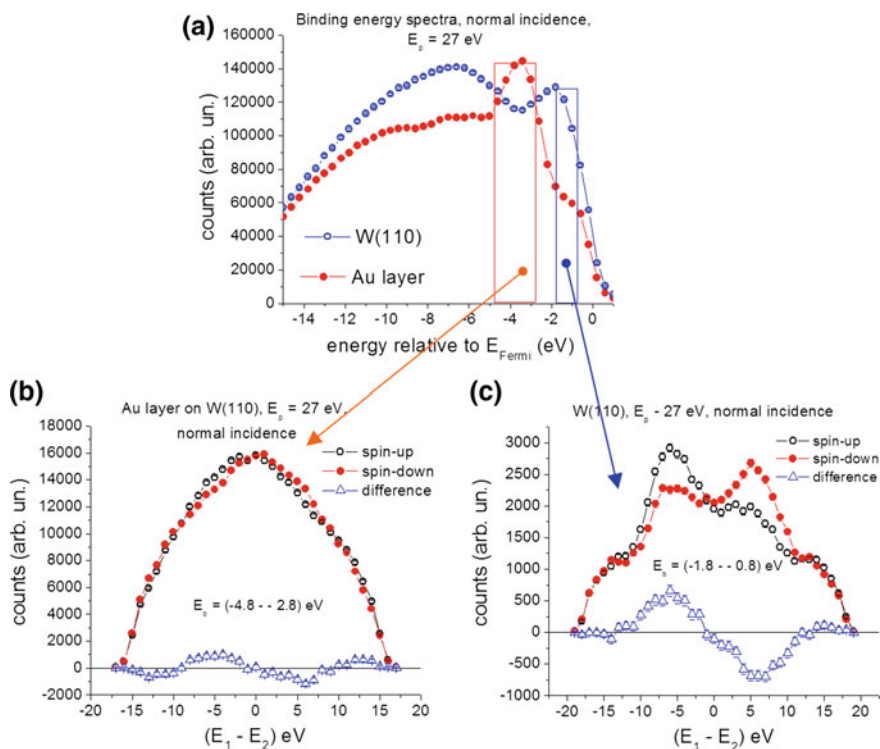 (a)
Binding energy spectra, normal incidence,
E_p = 27 eV
counts (arb. un.)
160000
140000
120000
100000
80000
60000
40000
20000
0
W(110)
Au layer
-14 -12 -10 -8 -6 -4 -2 0
energy relative to E_Fermi (eV)
(b)
Au layer on W(110), E_p = 27 eV,
normal incidence
counts (arb. un.)
18000
16000
14000
12000
10000
8000
6000
4000
2000
0
-2000
spin-up
spin-down
difference
E_b = (-4.8 - - 2.8) eV
-20 -15 -10 -5 0 5 10 15 20
(E_1 - E_2) eV
(c)
W(110), E_p - 27 eV, normal incidence
counts (arb. un.)
3000
2500
2000
1500
1000
500
0
-500
-1000
spin-up
spin-down
difference
E_b = (-1.8 - - 0.8) eV
-20 -15 -10 -5 0 5 10 15 20
(E_1 - E_2) eV